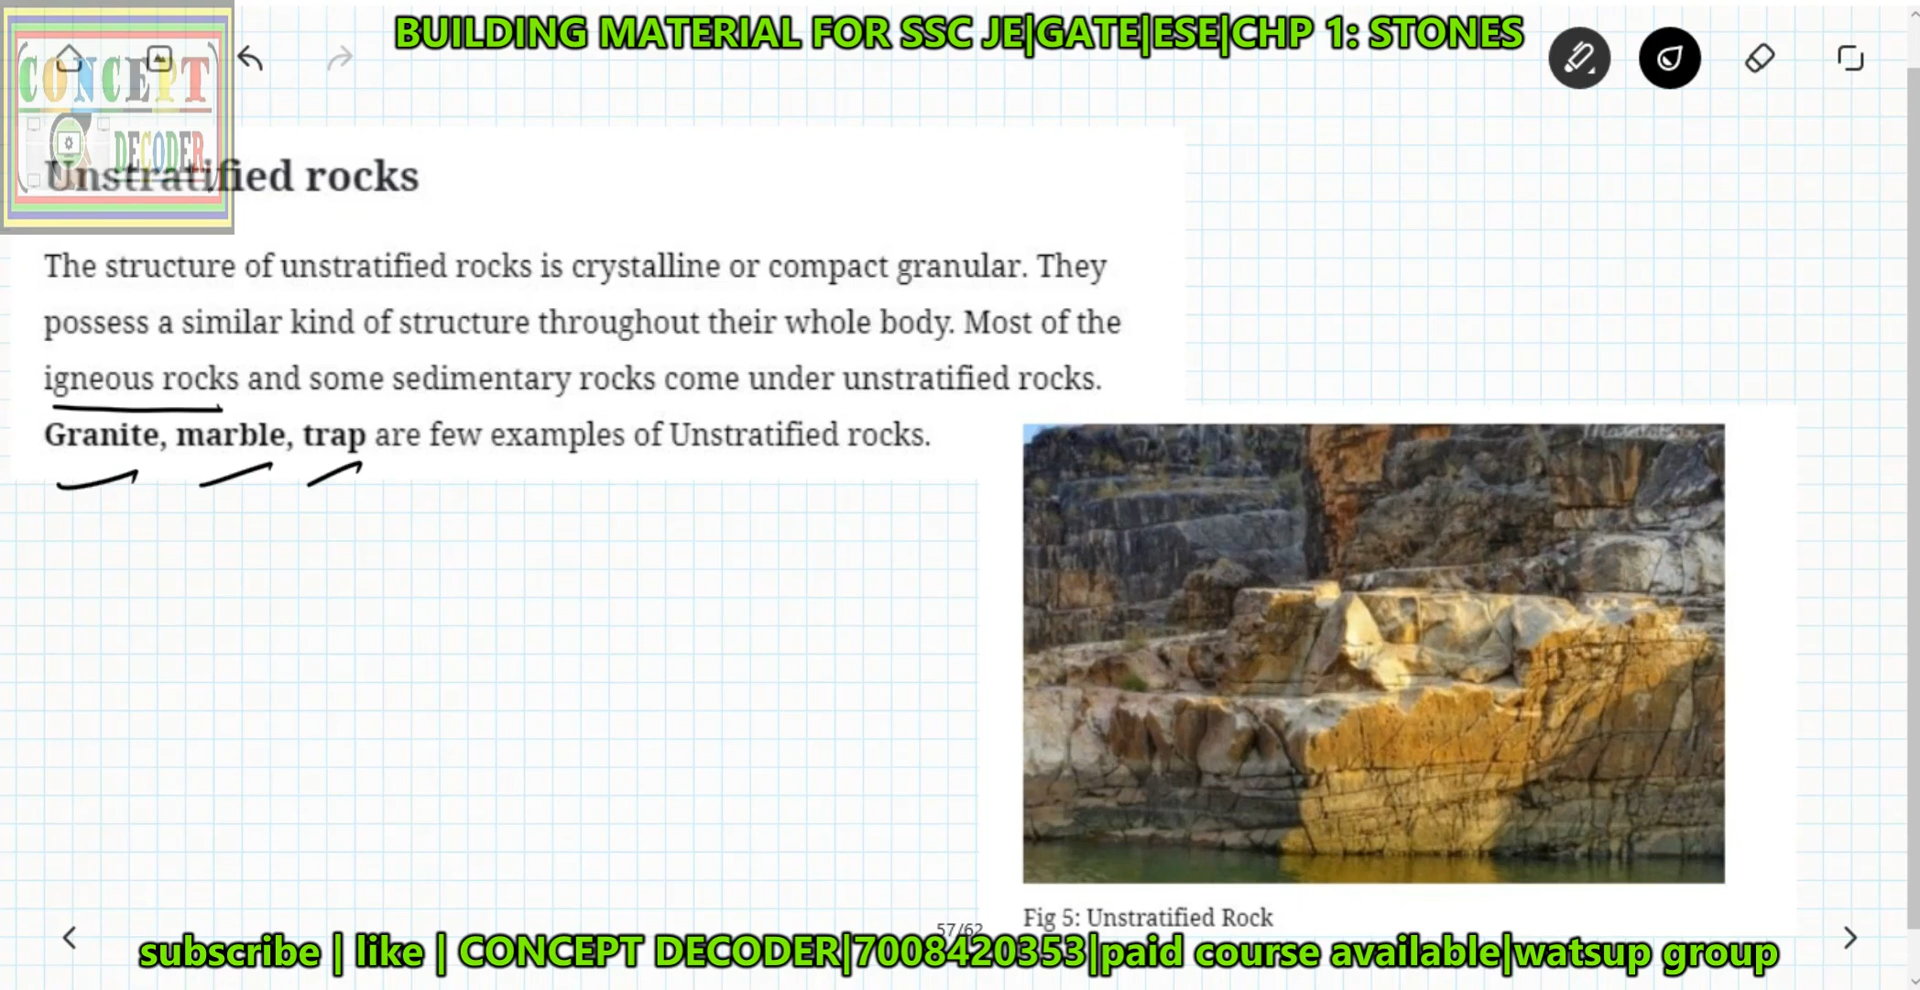 BUILDING MATERIAL FOR SSC JE|GATE|ESE|CHP 1: STONES
CONCEPT
DECODER
Unstratified rocks
The structure of unstratified rocks is crystalline or compact granular. They
possess a similar kind of structure throughout their whole body. Most of the
igneous rocks and some sedimentary rocks come under unstratified rocks.
Granite, marble, trap are few examples of Unstratified rocks.
Fig 5: Unstratified Rock
57/62
subscribe | like | CONCEPT DECODER|7008420353|paid course available|watsup group